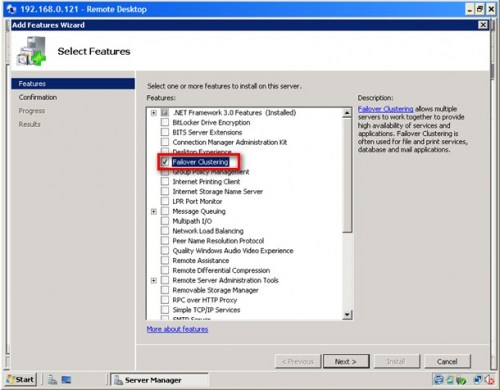 192.168.0.121 - Remote Desktop
Add Features Wizard
Select Features
Features
Confirmation
Progress
Results
Select one or more features to install on this server.
Features:
.NET Framework 3.0 Features (Installed)
BitLocker Drive Encryption
BITS Server Extensions
Connection Manager Administration Kit
Desktop Experience
Failover Clustering
Group Policy Management
Internet Printing Client
Internet Storage Name Server
LPR Port Monitor
Message Queuing
Multipath I/O
Network Load Balancing
Peer Name Resolution Protocol
Quality Windows Audio Video Experience
Remote Assistance
Remote Differential Compression
Remote Server Administration Tools
Removable Storage Manager
RPC over HTTP Proxy
Simple TCP/IP Services
SMTP Server
More about features
Description:
Failover Clustering allows multiple
servers to work together to provide
high availability of services and
applications. Failover Clustering is
often used for file and print services,
database and mail applications.
< Previous
Next >
Install
Cancel
Start
Server Manager